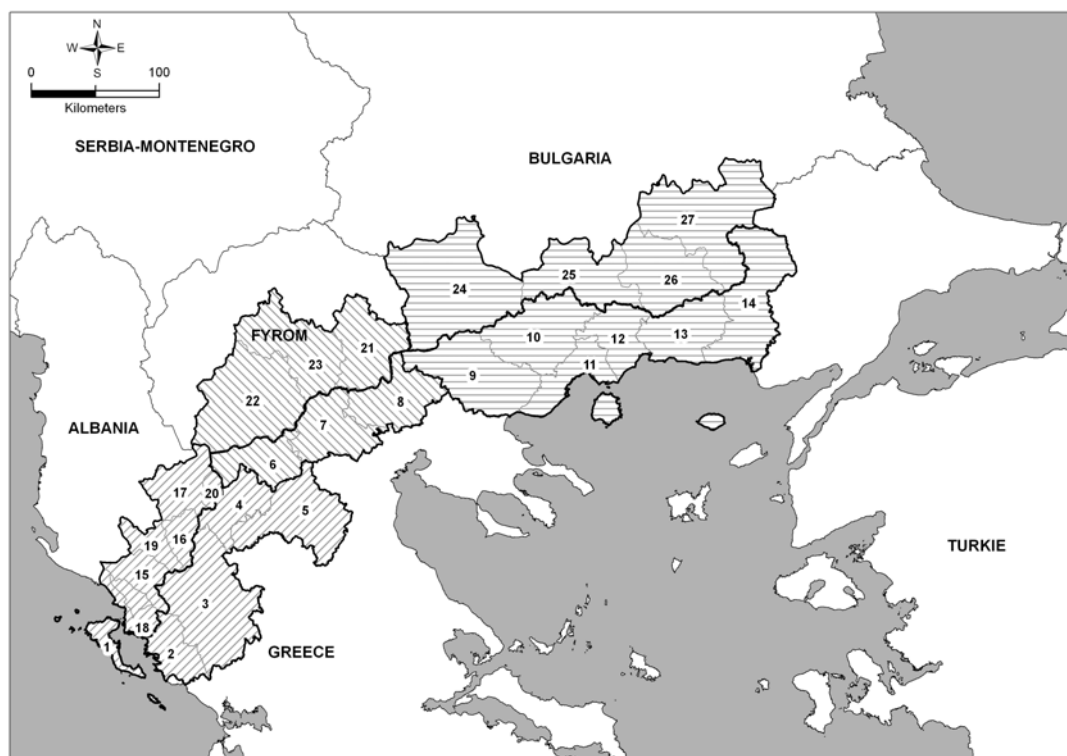 N
W E
S
0 100
Kilometers
SERBIA-MONTENEGRO
BULGARIA
27
25
26
24
14
FYROM
10
12
13
21
23
11
9
22
8
ALBANIA
7
6
17
20
4
5
19
16
TURKIE
15
3
18
1
2
GREECE